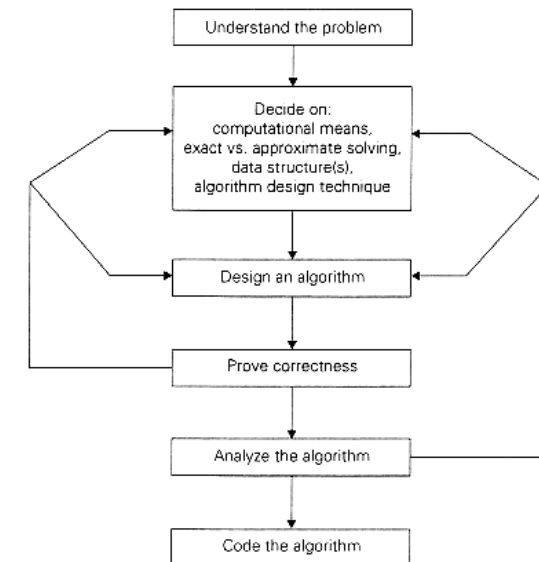 Understand the problem
Decide on:
computational means,
exact vs. approximate solving,
data structure(s),
algorithm design technique
Design an algorithm
Prove correctness
Analyze the algorithm
Code the algorithm